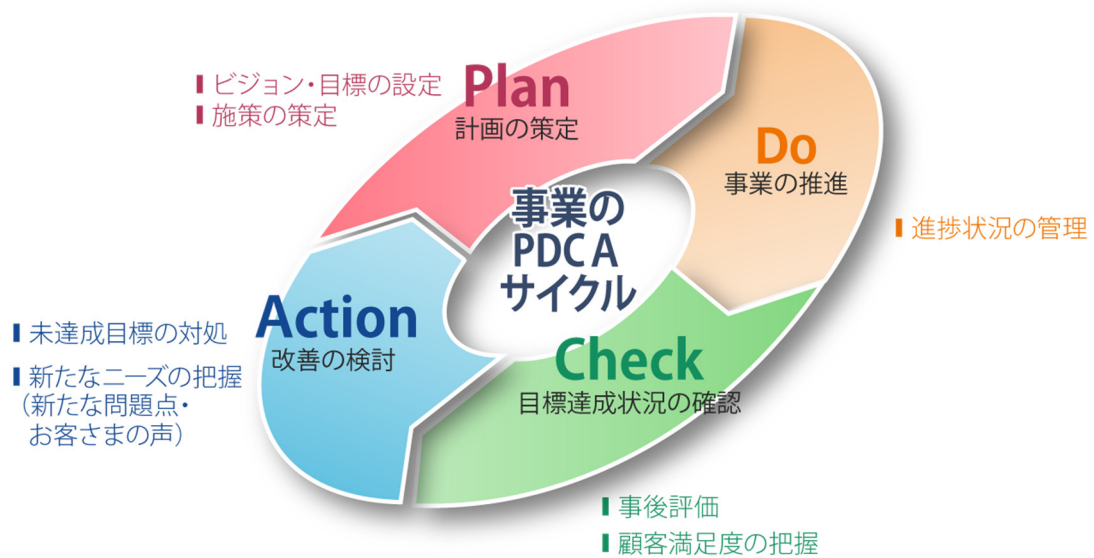 ビジョン・目標の設定
施策の策定
Plan
計画の策定
Do
事業の推進
進捗状況の管理
事業の
PDCA
サイクル
Check
目標達成状況の確認
事後評価
顧客満足度の把握
Action
改善の検討
未達成目標の対処
新たなニーズの把握
（新たな問題点・
お客さまの声）